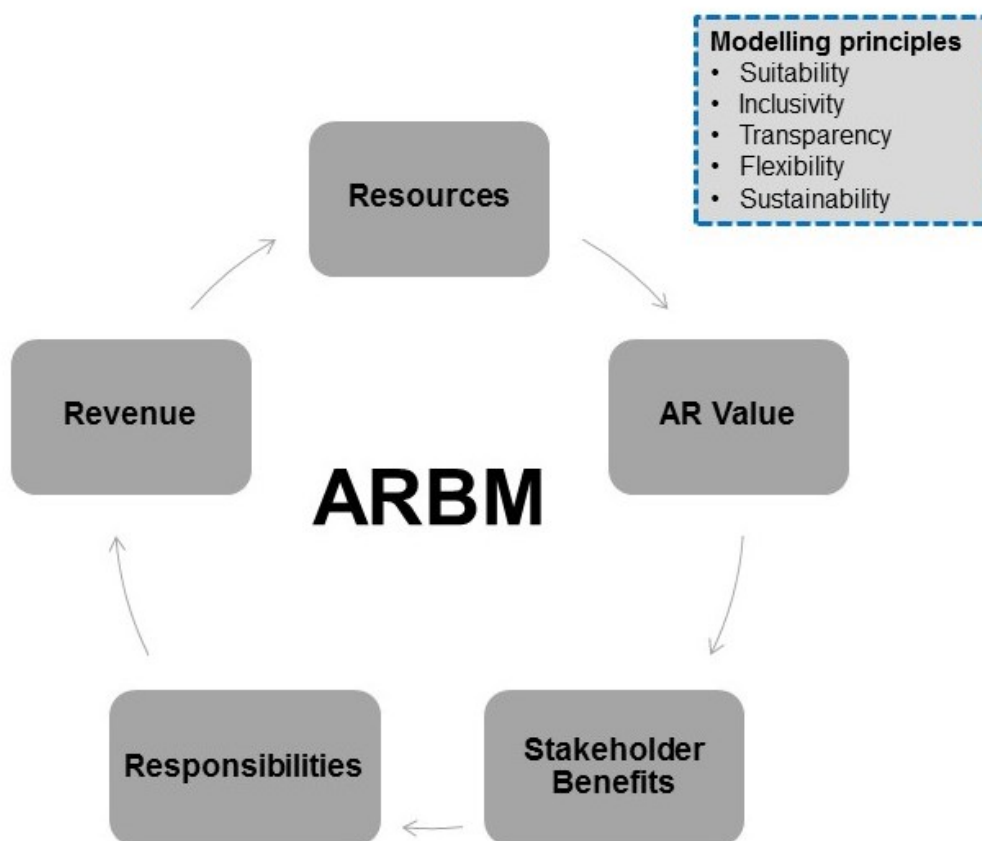 Modelling principles
• Suitability
• Inclusivity
• Transparency
• Flexibility
• Sustainability
Resources
Revenue
AR Value
ARBM
Responsibilities
Stakeholder
Benefits